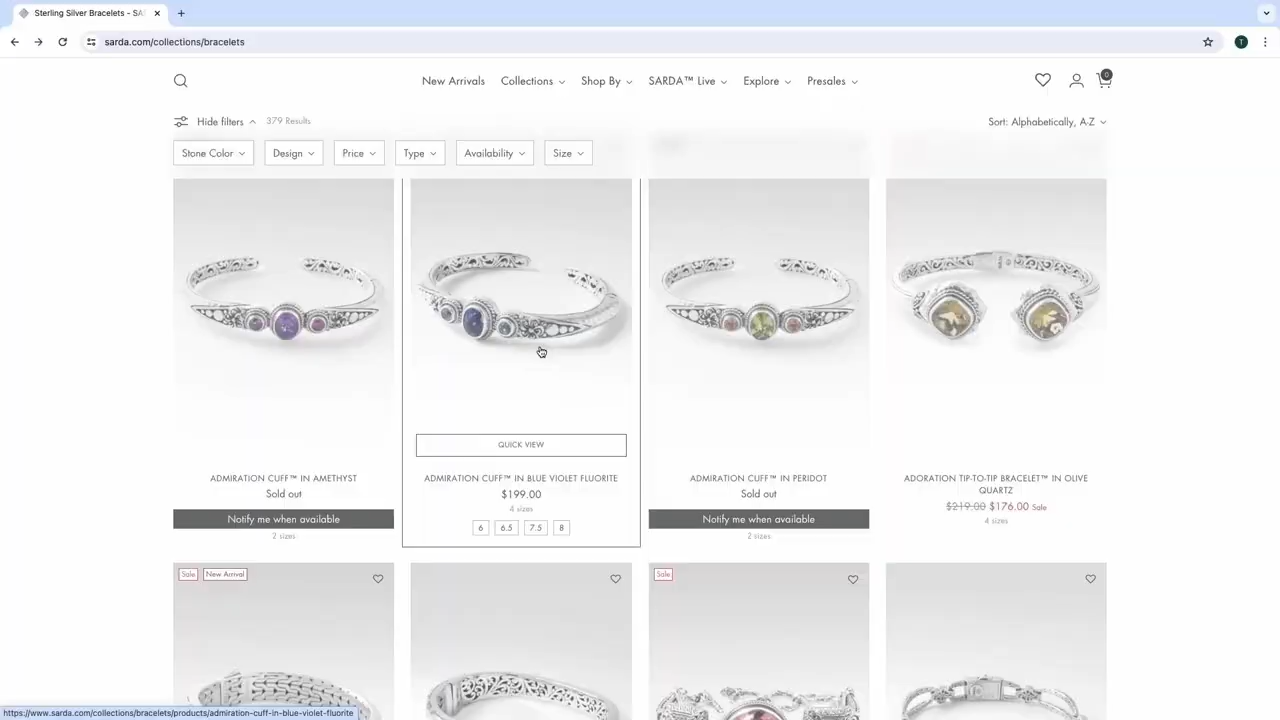 Sterling Silver Bracelets - SA
sarda.com/collections/bracelets
New Arrivals Collections Shop By SARDA™ Live Explore Presales
0
Hide filters 379 Results Sort: Alphabetically, A-Z
Stone Color Design Price Type Availability Size
QUICK VIEW
ADMIRATION CUFF™ IN AMETHYST
Sold out
Notify me when available
2 sizes
ADMIRATION CUFF™ IN BLUE VIOLET FLUORITE
$199.00
4 sizes
6 6.5 7.5 8
ADMIRATION CUFF™ IN PERIDOT
Sold out
Notify me when available
2 sizes
ADORATION TIP-TO-TIP BRACELET™ IN OLIVE
QUARTZ
$219.00 $176.00 Sale
4 sizes
Sale New Arrival
Sale
https://www.sarda.com/collections/bracelets/products/admiration-cuff-in-blue-violet-fluorite
T